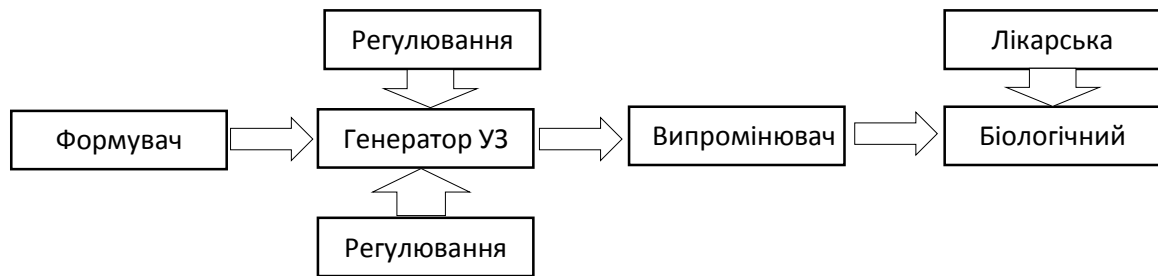 Регулювання
Лікарська
Формувач
Генератор УЗ
Випромінювач
Біологічний
Регулювання